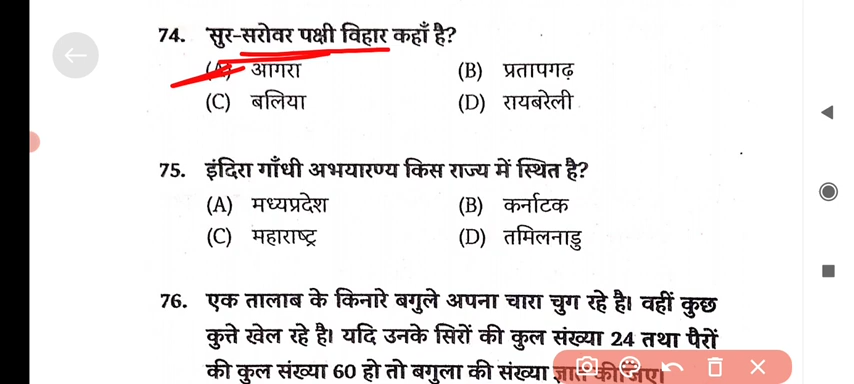 74. सुर-सरोवर पक्षी विहार कहाँ है?
(A) आगरा (B) प्रतापगढ़
(C) बलिया (D) रायबरेली
75. इंदिरा गाँधी अभयारण्य किस राज्य में स्थित है?
(A) मध्यप्रदेश (B) कर्नाटक
(C) महाराष्ट्र (D) तमिलनाडु
76. एक तालाब के किनारे बगुले अपना चारा चुग रहे है। वहीं कुछ
कुत्ते खेल रहे है। यदि उनके सिरों की कुल संख्या 24 तथा पैरों
की कुल संख्या 60 हो तो बगुला की संख्या ज्ञात कीजिए।